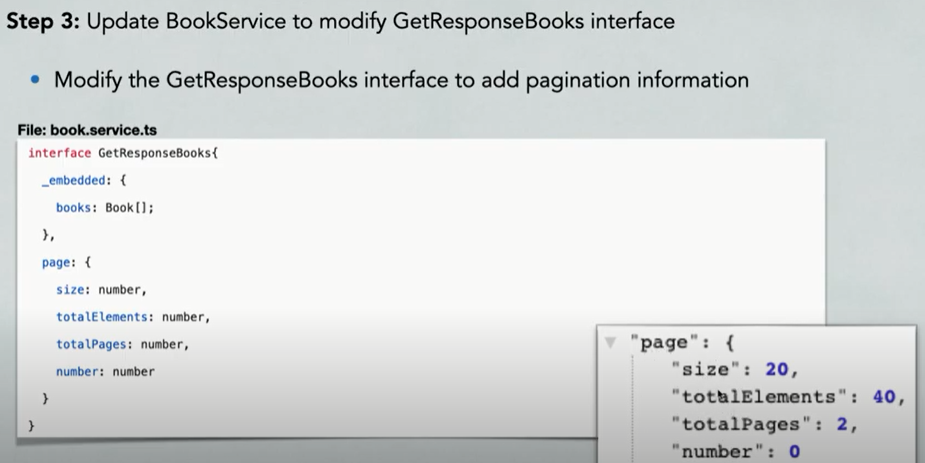 Step 3: Update BookService to modify GetResponseBooks interface
• Modify the GetResponseBooks interface to add pagination information
File: book.service.ts
interface GetResponseBooks{
_embedded: {
books: Book[];
},
page: {
size: number,
totalElements: number,
totalPages: number,
number: number
}
}
"page": {
"size": 20,
"totalElements": 40,
"totalPages": 2,
"number": 0